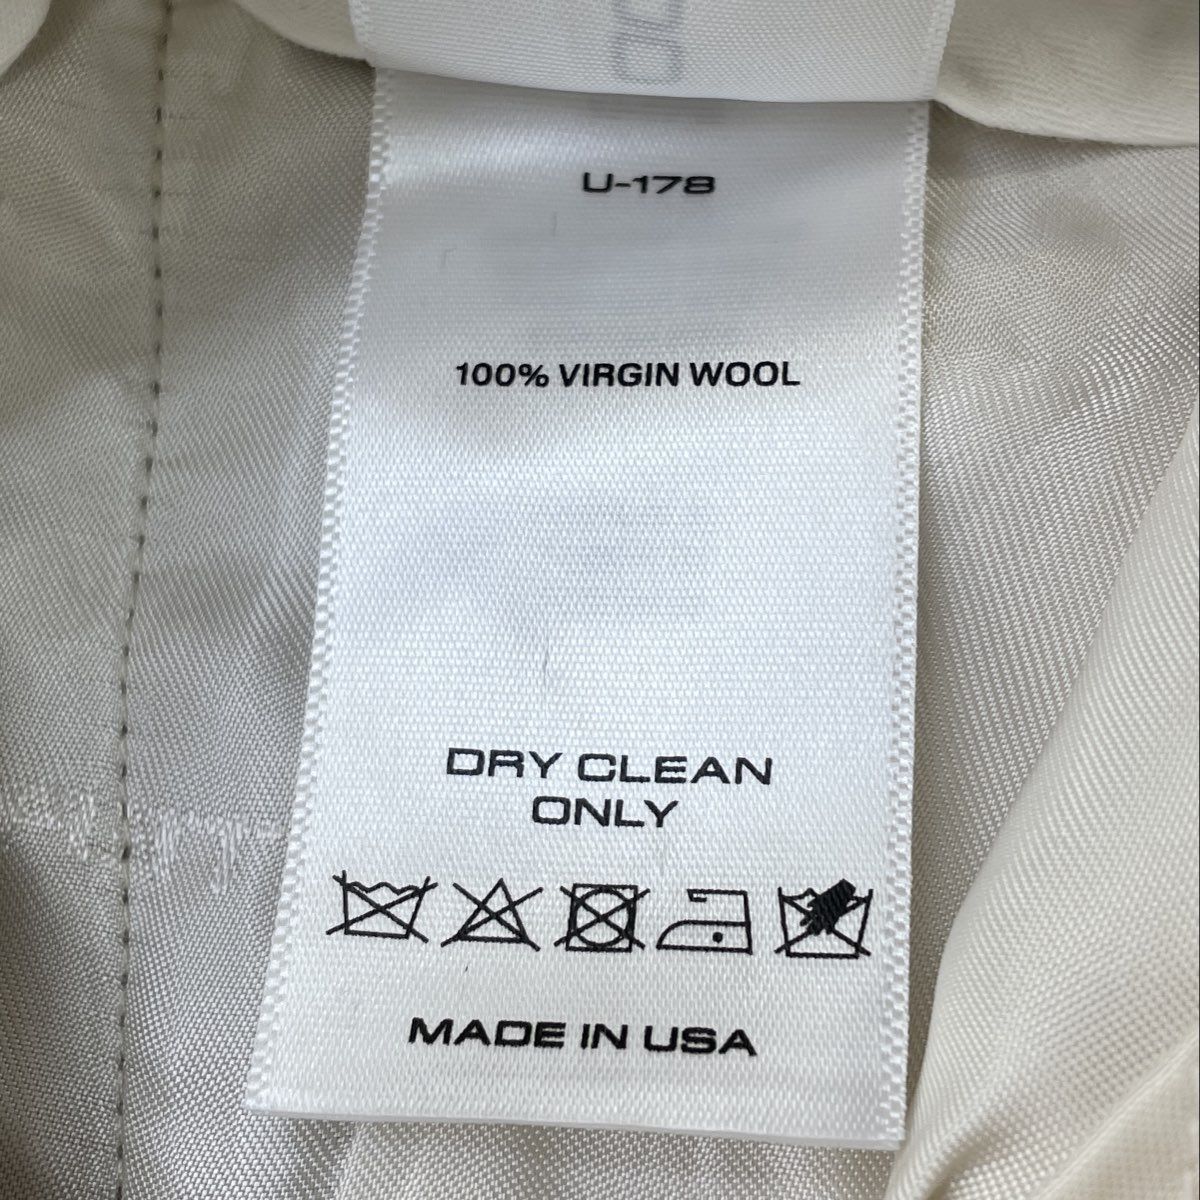 U-178
100% VIRGIN WOOL
DRY CLEAN
ONLY
MADE IN USA